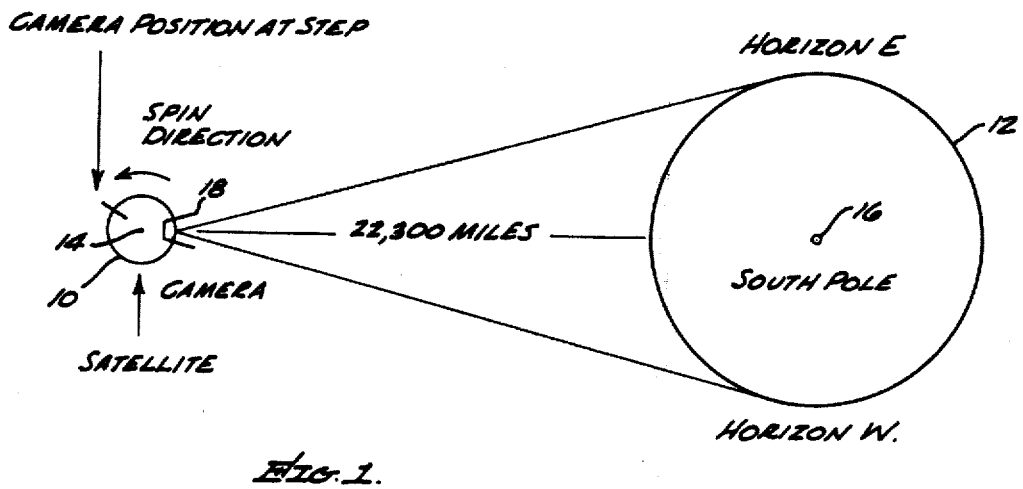 CAMERA POSITION AT STEP
HORIZON E
SPIN
DIRECTION
12
18
16
14
22,300 MILES
10
CAMERA
SOUTH POLE
SATELLITE
HORIZON W.
FIG. 1.